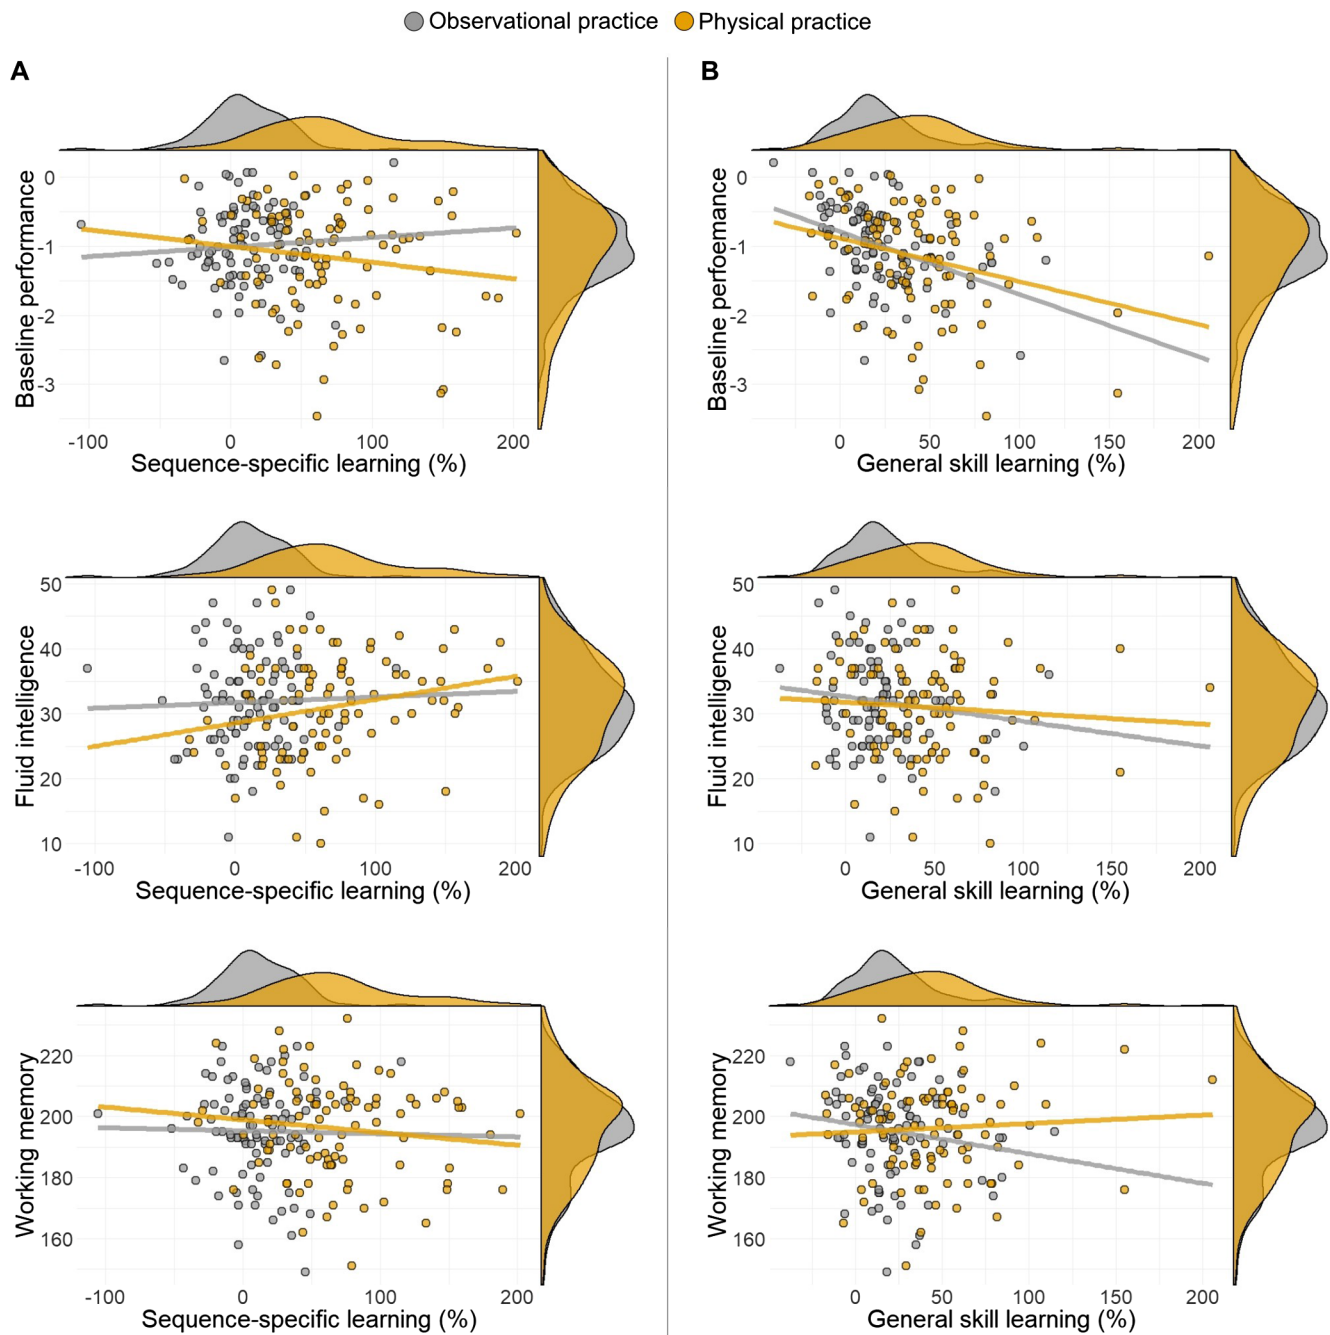 Observational practice Physical practice
A
B
Baseline performance
0
-1
-2
-3
-100 0 100 200
Sequence-specific learning (%)
Baseline performance
0
-1
-2
-3
0 50 100 150 200
General skill learning (%)
Fluid intelligence
50
40
30
20
10
-100 0 100 200
Sequence-specific learning (%)
Fluid intelligence
50
40
30
20
10
0 50 100 150 200
General skill learning (%)
Working memory
220
200
180
160
-100 0 100 200
Sequence-specific learning (%)
Working memory
220
200
180
160
0 50 100 150 200
General skill learning (%)